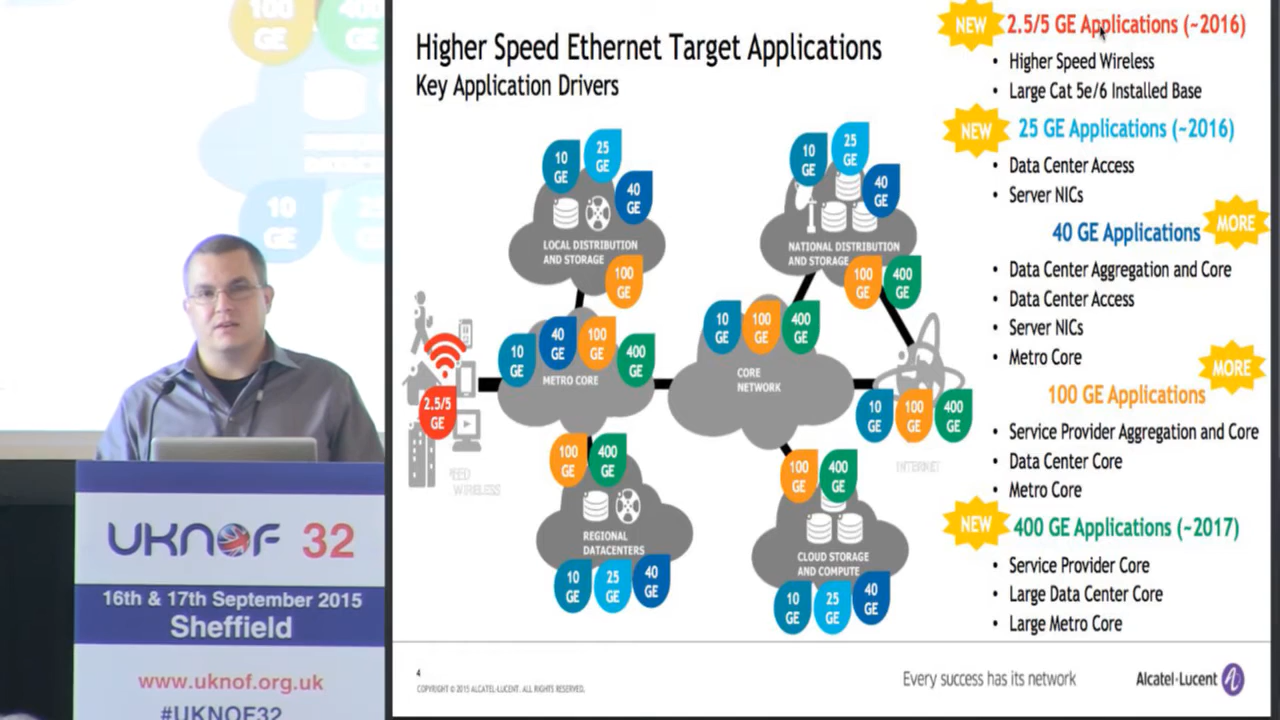 100
GE
10
GE
UKNOF 32
16th & 17th September 2015
Sheffield
www.uknof.org.uk
#UKNOF32
Higher Speed Ethernet Target Applications
Key Application Drivers
10
GE
25
GE
40
GE
LOCAL DISTRIBUTION
AND STORAGE
100
GE
10
GE
25
GE
40
GE
NATIONAL DISTRIBUTION
AND STORAGE
100
GE
400
GE
2.5/5
GE
10
GE
40
GE
100
GE
400
GE
METRO CORE
10
GE
100
GE
400
GE
CORE
NETWORK
10
GE
100
GE
400
GE
INTERNET
WIRELESS
100
GE
400
GE
REGIONAL
DATACENTERS
10
GE
25
GE
40
GE
100
GE
400
GE
CLOUD STORAGE
AND COMPUTE
10
GE
25
GE
40
GE
NEW 2.5/5 GE Applications (~2016)
• Higher Speed Wireless
• Large Cat 5e/6 Installed Base
NEW 25 GE Applications (~2016)
• Data Center Access
• Server NICs
40 GE Applications MORE
• Data Center Aggregation and Core
• Data Center Access
• Server NICs
• Metro Core
100 GE Applications MORE
• Service Provider Aggregation and Core
• Data Center Core
• Metro Core
NEW 400 GE Applications (~2017)
• Service Provider Core
• Large Data Center Core
• Large Metro Core
4
COPYRIGHT © 2015 ALCATEL-LUCENT. ALL RIGHTS RESERVED.
Every success has its network
Alcatel·Lucent